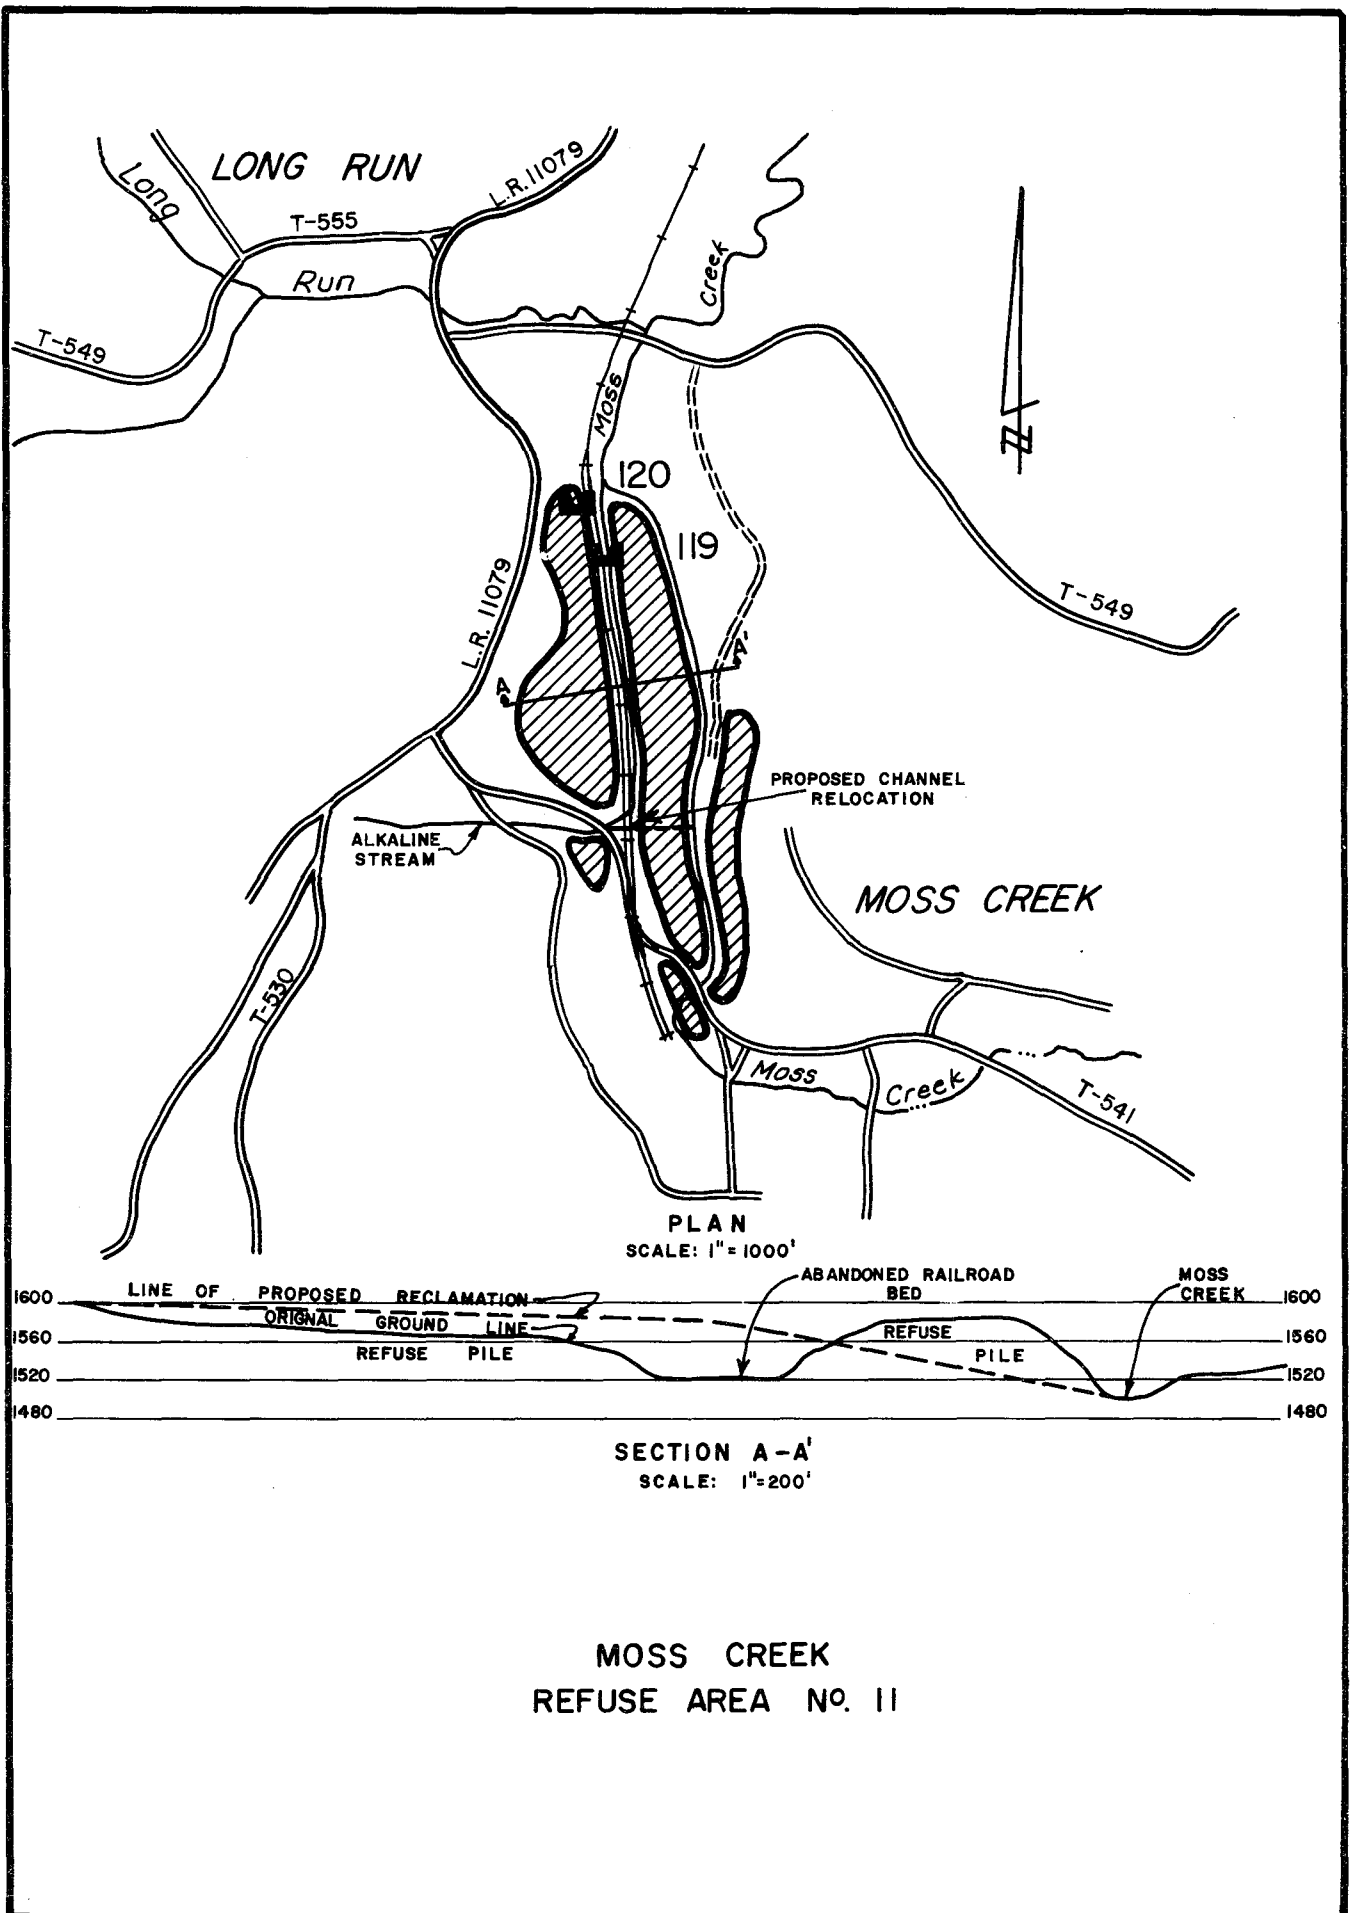 LONG RUN
Long
Run
T-555
L.R. 11079
T-549
Creek
Moss
120
119
L.R. 11079
T-549
A
A'
PROPOSED CHANNEL
RELOCATION
ALKALINE
STREAM
MOSS CREEK
T-530
Moss
Creek
T-541
N
PLAN
SCALE: 1" = 1000'
ABANDONED RAILROAD
BED
MOSS
CREEK
1600
LINE OF PROPOSED RECLAMATION
1600
ORIGNAL GROUND LINE
1560
REFUSE PILE
REFUSE
PILE
1560
1520
1520
1480
1480
SECTION A-A'
SCALE: 1"=200'
MOSS CREEK
REFUSE AREA NO. 11